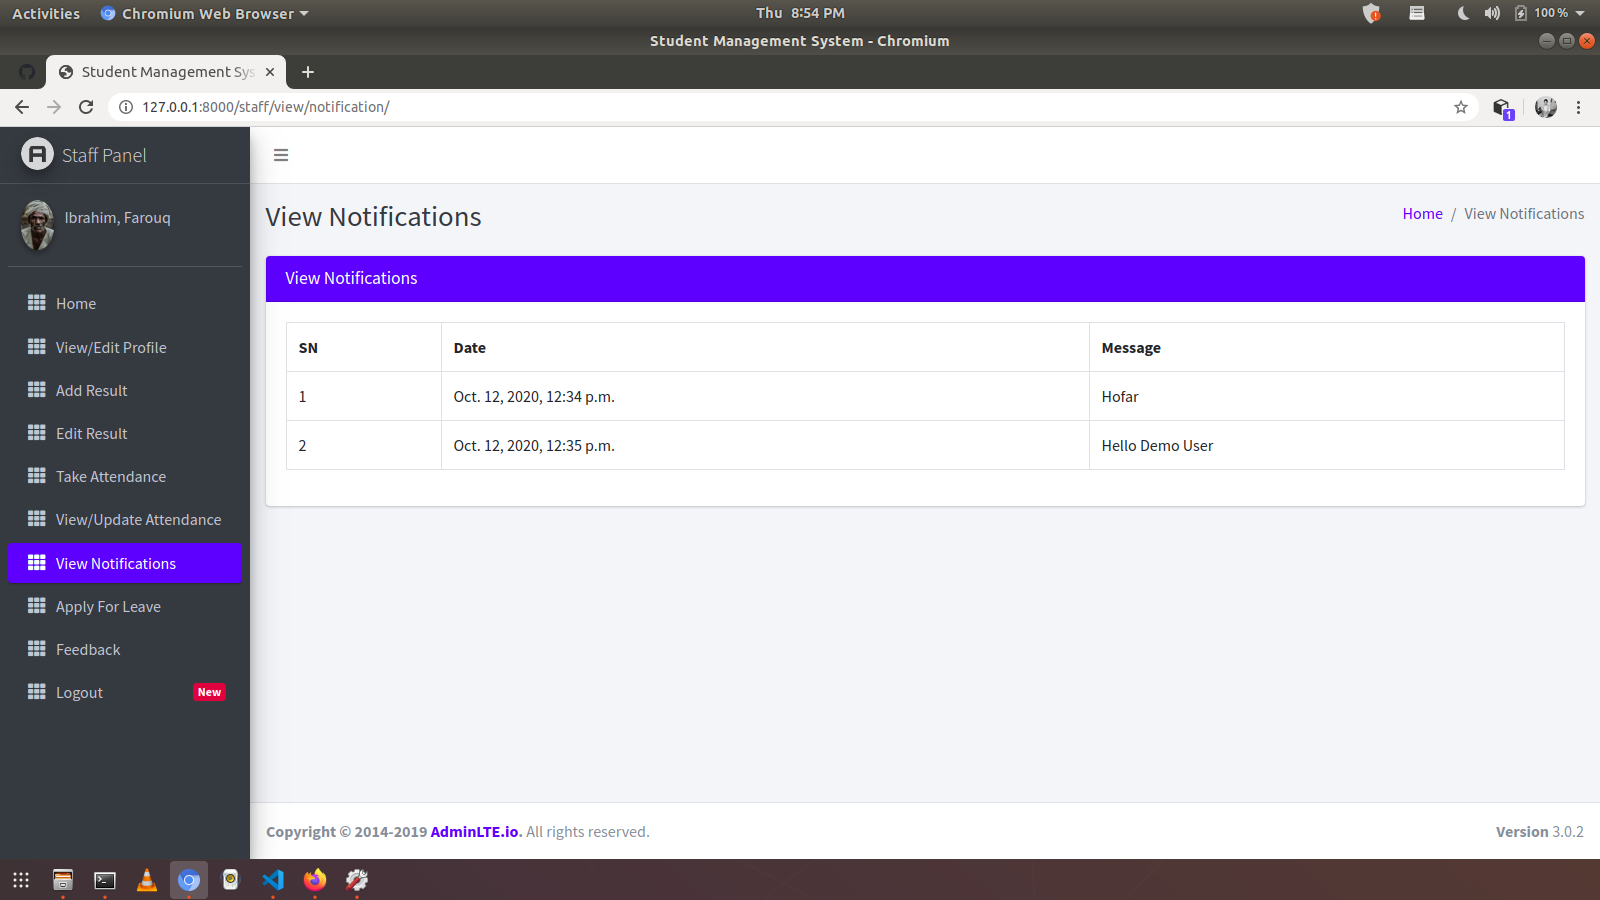 Activities Chromium Web Browser Thu 8:54 PM 100 %
Student Management System - Chromium
Student Management Sys
127.0.0.1:8000/staff/view/notification/
1
Staff Panel
Ibrahim, Farouq
View Notifications
Home / View Notifications
Home
View/Edit Profile
Add Result
Edit Result
Take Attendance
View/Update Attendance
View Notifications
Apply For Leave
Feedback
Logout New
View Notifications
SN Date Message
1 Oct. 12, 2020, 12:34 p.m. Hofar
2 Oct. 12, 2020, 12:35 p.m. Hello Demo User
Copyright © 2014-2019 AdminLTE.io. All rights reserved.
Version 3.0.2